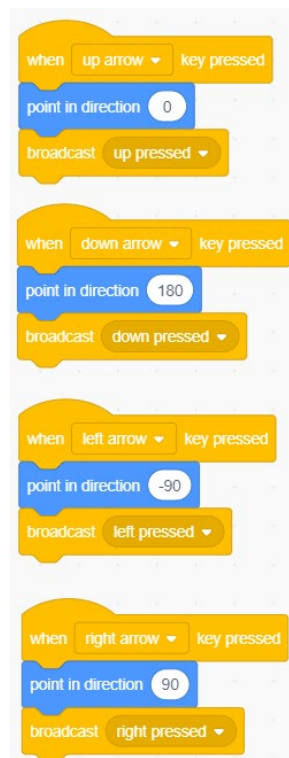 when up arrow key pressed
point in direction 0
broadcast up pressed
when down arrow key pressed
point in direction 180
broadcast down pressed
when left arrow key pressed
point in direction -90
broadcast left pressed
when right arrow key pressed
point in direction 90
broadcast right pressed